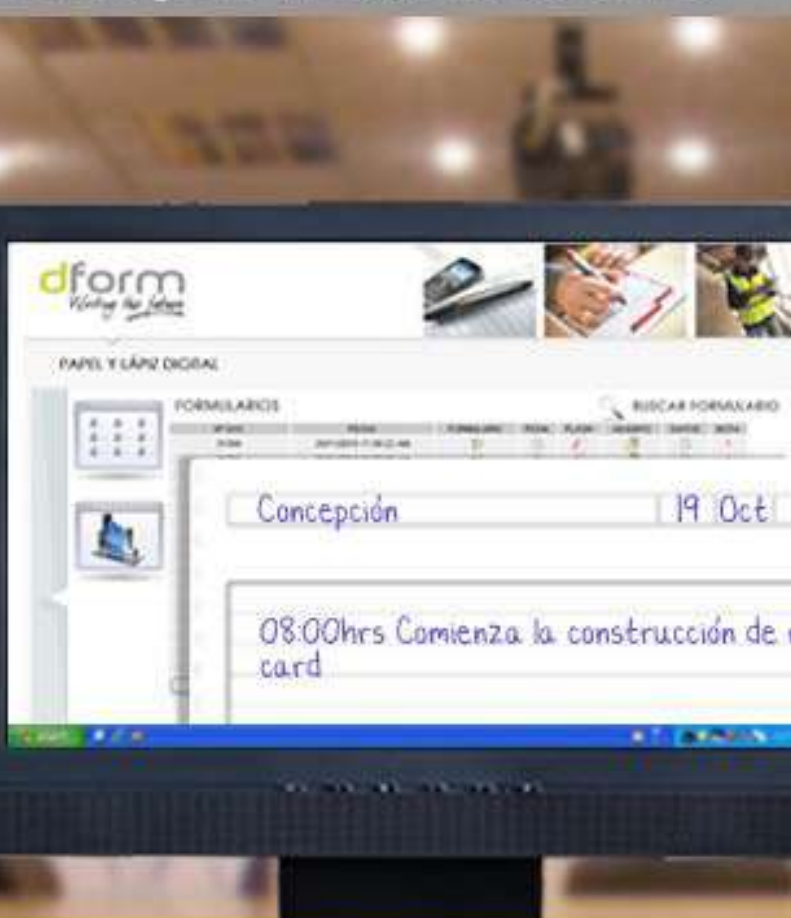 dform
Writing the future
PAPEL Y LÁPIZ DIGITAL
FORMULARIOS
BUSCAR FORMULARIO
Concepción 19 Oct
08:00hrs Comienza la construcción de
card